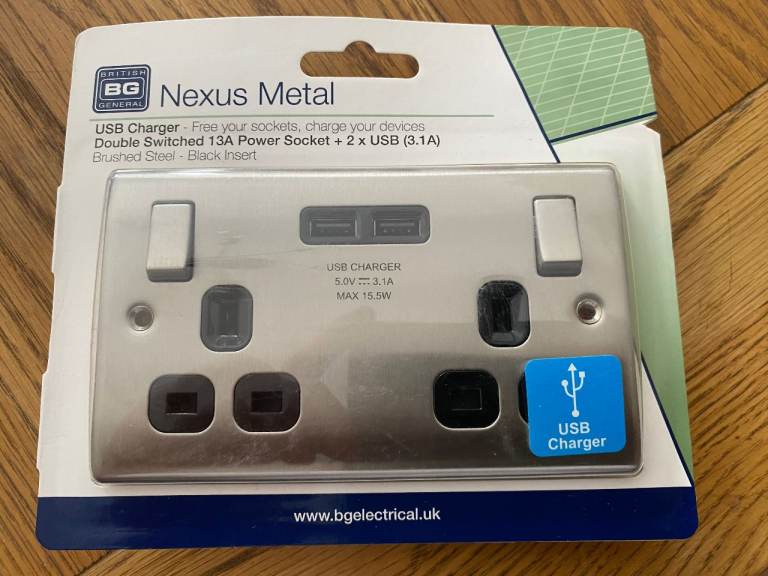 BRITISH
BG
GENERAL
Nexus Metal
USB Charger - Free your sockets, charge your devices
Double Switched 13A Power Socket + 2 x USB (3.1A)
Brushed Steel - Black Insert
USB CHARGER
5.0V ⎓ 3.1A
MAX 15.5W
USB
Charger
www.bgelectrical.uk